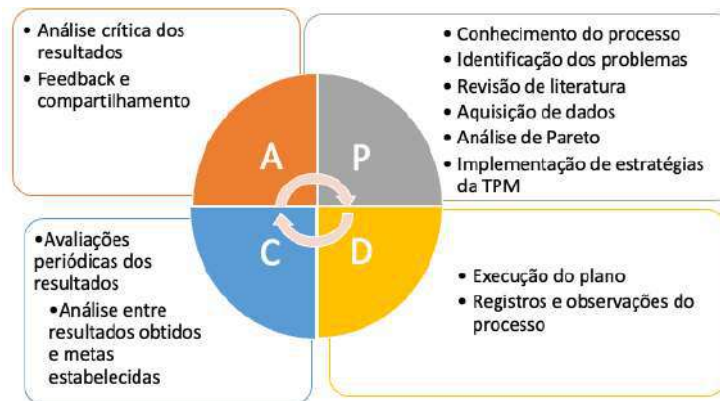 • Análise crítica dos
resultados
• Feedback e
compartilhamento
• Conhecimento do processo
• Identificação dos problemas
• Revisão de literatura
• Aquisição de dados
• Análise de Pareto
• Implementação de estratégias
da TPM
A
P
C
D
•Avaliações
periódicas dos
resultados
•Análise entre
resultados obtidos
e metas
estabelecidas
• Execução do plano
• Registros e observações do
processo